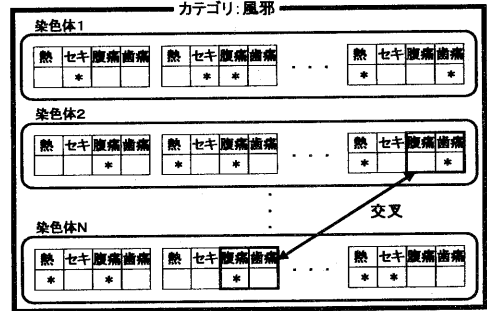 カテゴリ:風邪
染色体1
熱 セキ 腹痛 歯痛 熱 セキ 腹痛 歯痛 熱 セキ 腹痛 歯痛
* * * . . . * *
染色体2
熱 セキ 腹痛 歯痛 熱 セキ 腹痛 歯痛 熱 セキ 腹痛 歯痛
* * * . . . * *
交叉
染色体N
熱 セキ 腹痛 歯痛 熱 セキ 腹痛 歯痛 熱 セキ 腹痛 歯痛
* * * . . . * *